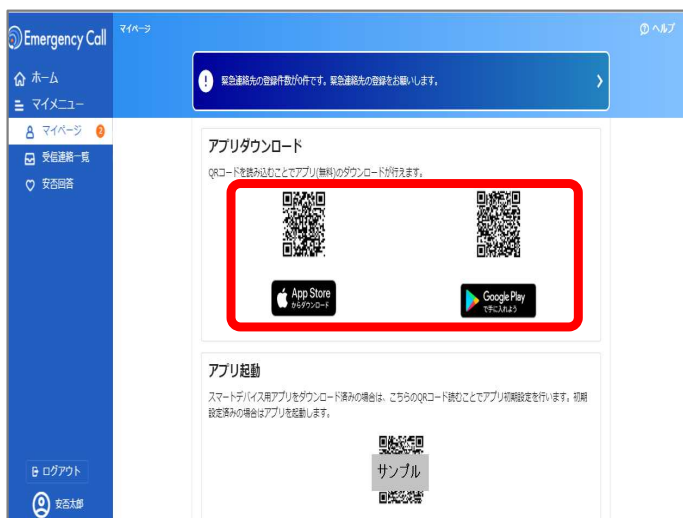 Emergency Call
マイページ
ヘルプ
ホーム
マイメニュー
マイページ 2
受信連絡一覧
安否回答
緊急連絡先の登録件数が0件です。緊急連絡先の登録をお願いします。
アプリダウンロード
QRコードを読み込むことでアプリ(無料)のダウンロードが行えます。
App Store
からダウンロード
Google Play
で手に入れよう
アプリ起動
スマートデバイス用アプリをダウンロード済みの場合は、こちらのQRコード読むことでアプリ初期設定を行います。初期
設定済みの場合はアプリを起動します。
サンプル
ログアウト
安否太郎